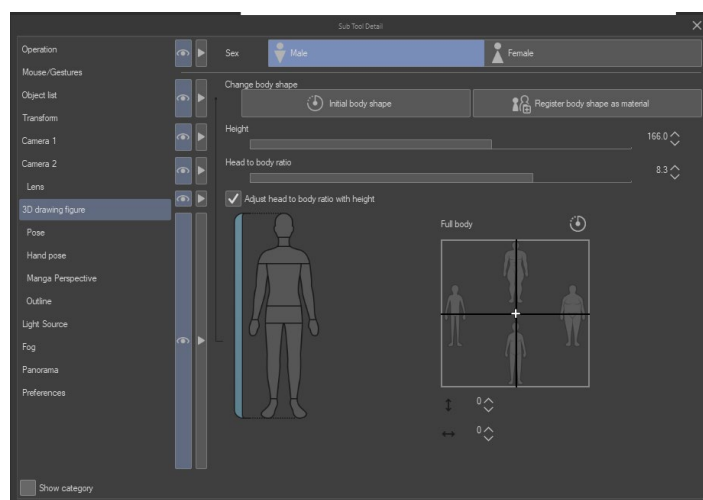 Sub Tool Detail
Operation
Mouse/Gestures
Object list
Transform
Camera 1
Camera 2
Lens
3D drawing figure
Pose
Hand pose
Manga Perspective
Outline
Light Source
Fog
Panorama
Preferences
Show category
Sex
Male
Female
Change body shape
Initial body shape
Register body shape as material
Height
166.0
Head to body ratio
8.3
Adjust head to body ratio with height
Full body
0
0